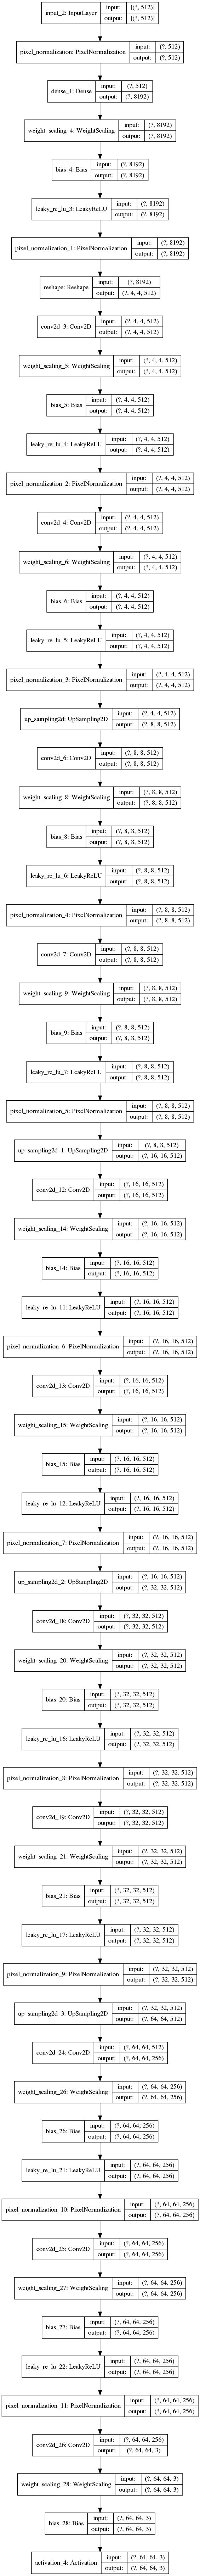 input_2: InputLayer input: [(?, 512)]
output: [(?, 512)]
pixel_normalization: PixelNormalization input: (?, 512)
output: (?, 512)
dense_1: Dense input: (?, 512)
output: (?, 8192)
weight_scaling_4: WeightScaling input: (?, 8192)
output: (?, 8192)
bias_4: Bias input: (?, 8192)
output: (?, 8192)
leaky_re_lu_3: LeakyReLU input: (?, 8192)
output: (?, 8192)
pixel_normalization_1: PixelNormalization input: (?, 8192)
output: (?, 8192)
reshape: Reshape input: (?, 8192)
output: (?, 4, 4, 512)
conv2d_3: Conv2D input: (?, 4, 4, 512)
output: (?, 4, 4, 512)
weight_scaling_5: WeightScaling input: (?, 4, 4, 512)
output: (?, 4, 4, 512)
bias_5: Bias input: (?, 4, 4, 512)
output: (?, 4, 4, 512)
leaky_re_lu_4: LeakyReLU input: (?, 4, 4, 512)
output: (?, 4, 4, 512)
pixel_normalization_2: PixelNormalization input: (?, 4, 4, 512)
output: (?, 4, 4, 512)
conv2d_4: Conv2D input: (?, 4, 4, 512)
output: (?, 4, 4, 512)
weight_scaling_6: WeightScaling input: (?, 4, 4, 512)
output: (?, 4, 4, 512)
bias_6: Bias input: (?, 4, 4, 512)
output: (?, 4, 4, 512)
leaky_re_lu_5: LeakyReLU input: (?, 4, 4, 512)
output: (?, 4, 4, 512)
pixel_normalization_3: PixelNormalization input: (?, 4, 4, 512)
output: (?, 4, 4, 512)
up_sampling2d: UpSampling2D input: (?, 4, 4, 512)
output: (?, 8, 8, 512)
conv2d_6: Conv2D input: (?, 8, 8, 512)
output: (?, 8, 8, 512)
weight_scaling_8: WeightScaling input: (?, 8, 8, 512)
output: (?, 8, 8, 512)
bias_8: Bias input: (?, 8, 8, 512)
output: (?, 8, 8, 512)
leaky_re_lu_6: LeakyReLU input: (?, 8, 8, 512)
output: (?, 8, 8, 512)
pixel_normalization_4: PixelNormalization input: (?, 8, 8, 512)
output: (?, 8, 8, 512)
conv2d_7: Conv2D input: (?, 8, 8, 512)
output: (?, 8, 8, 512)
weight_scaling_9: WeightScaling input: (?, 8, 8, 512)
output: (?, 8, 8, 512)
bias_9: Bias input: (?, 8, 8, 512)
output: (?, 8, 8, 512)
leaky_re_lu_7: LeakyReLU input: (?, 8, 8, 512)
output: (?, 8, 8, 512)
pixel_normalization_5: PixelNormalization input: (?, 8, 8, 512)
output: (?, 8, 8, 512)
up_sampling2d_1: UpSampling2D input: (?, 8, 8, 512)
output: (?, 16, 16, 512)
conv2d_12: Conv2D input: (?, 16, 16, 512)
output: (?, 16, 16, 512)
weight_scaling_14: WeightScaling input: (?, 16, 16, 512)
output: (?, 16, 16, 512)
bias_14: Bias input: (?, 16, 16, 512)
output: (?, 16, 16, 512)
leaky_re_lu_11: LeakyReLU input: (?, 16, 16, 512)
output: (?, 16, 16, 512)
pixel_normalization_6: PixelNormalization input: (?, 16, 16, 512)
output: (?, 16, 16, 512)
conv2d_13: Conv2D input: (?, 16, 16, 512)
output: (?, 16, 16, 512)
weight_scaling_15: WeightScaling input: (?, 16, 16, 512)
output: (?, 16, 16, 512)
bias_15: Bias input: (?, 16, 16, 512)
output: (?, 16, 16, 512)
leaky_re_lu_12: LeakyReLU input: (?, 16, 16, 512)
output: (?, 16, 16, 512)
pixel_normalization_7: PixelNormalization input: (?, 16, 16, 512)
output: (?, 16, 16, 512)
up_sampling2d_2: UpSampling2D input: (?, 16, 16, 512)
output: (?, 32, 32, 512)
conv2d_18: Conv2D input: (?, 32, 32, 512)
output: (?, 32, 32, 512)
weight_scaling_20: WeightScaling input: (?, 32, 32, 512)
output: (?, 32, 32, 512)
bias_20: Bias input: (?, 32, 32, 512)
output: (?, 32, 32, 512)
leaky_re_lu_16: LeakyReLU input: (?, 32, 32, 512)
output: (?, 32, 32, 512)
pixel_normalization_8: PixelNormalization input: (?, 32, 32, 512)
output: (?, 32, 32, 512)
conv2d_19: Conv2D input: (?, 32, 32, 512)
output: (?, 32, 32, 512)
weight_scaling_21: WeightScaling input: (?, 32, 32, 512)
output: (?, 32, 32, 512)
bias_21: Bias input: (?, 32, 32, 512)
output: (?, 32, 32, 512)
leaky_re_lu_17: LeakyReLU input: (?, 32, 32, 512)
output: (?, 32, 32, 512)
pixel_normalization_9: PixelNormalization input: (?, 32, 32, 512)
output: (?, 32, 32, 512)
up_sampling2d_3: UpSampling2D input: (?, 32, 32, 512)
output: (?, 64, 64, 512)
conv2d_24: Conv2D input: (?, 64, 64, 512)
output: (?, 64, 64, 256)
weight_scaling_26: WeightScaling input: (?, 64, 64, 256)
output: (?, 64, 64, 256)
bias_26: Bias input: (?, 64, 64, 256)
output: (?, 64, 64, 256)
leaky_re_lu_21: LeakyReLU input: (?, 64, 64, 256)
output: (?, 64, 64, 256)
pixel_normalization_10: PixelNormalization input: (?, 64, 64, 256)
output: (?, 64, 64, 256)
conv2d_25: Conv2D input: (?, 64, 64, 256)
output: (?, 64, 64, 256)
weight_scaling_27: WeightScaling input: (?, 64, 64, 256)
output: (?, 64, 64, 256)
bias_27: Bias input: (?, 64, 64, 256)
output: (?, 64, 64, 256)
leaky_re_lu_22: LeakyReLU input: (?, 64, 64, 256)
output: (?, 64, 64, 256)
pixel_normalization_11: PixelNormalization input: (?, 64, 64, 256)
output: (?, 64, 64, 256)
conv2d_26: Conv2D input: (?, 64, 64, 256)
output: (?, 64, 64, 3)
weight_scaling_28: WeightScaling input: (?, 64, 64, 3)
output: (?, 64, 64, 3)
bias_28: Bias input: (?, 64, 64, 3)
output: (?, 64, 64, 3)
activation_4: Activation input: (?, 64, 64, 3)
output: (?, 64, 64, 3)